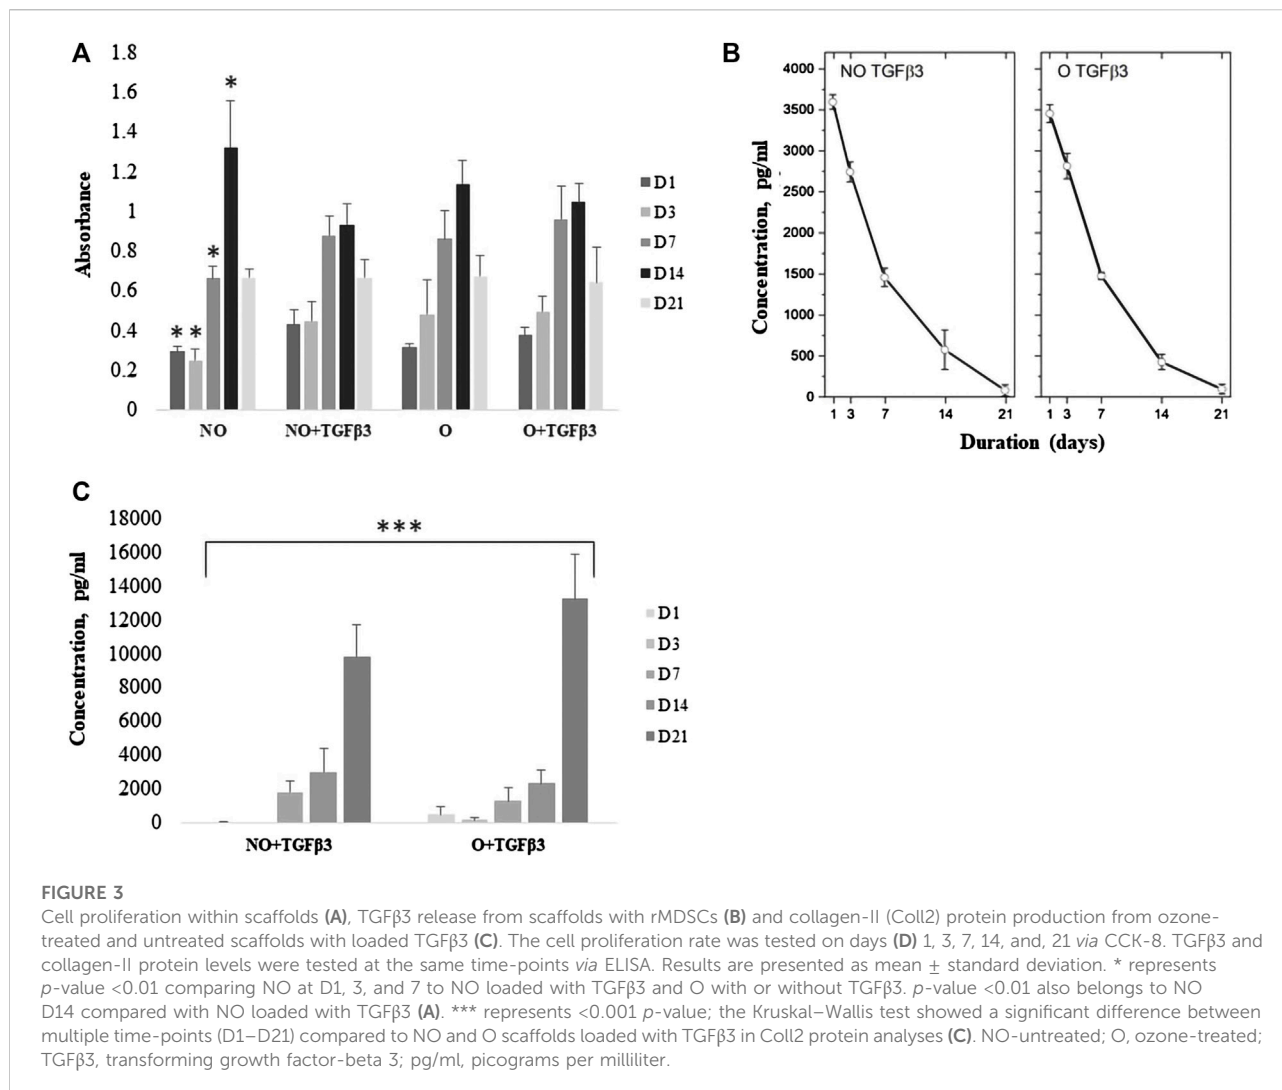 A
1.8
1.6
1.4
1.2
1
0.8
0.6
0.4
0.2
0
Absorbance
*
*
* *
NO
NO+TGFβ3
O
O+TGFβ3
D1
D3
D7
D14
D21
B
NO TGFβ3
O TGFβ3
4000
3500
3000
2500
2000
1500
1000
500
0
Concentration, pg/ml
1 3 7 14 21
1 3 7 14 21
Duration (days)
C
18000
16000
14000
12000
10000
8000
6000
4000
2000
0
Concentration, pg/ml
***
NO+TGFβ3
O+TGFβ3
D1
D3
D7
D14
D21
FIGURE 3
Cell proliferation within scaffolds (A), TGFβ3 release from scaffolds with rMDSCs (B) and collagen-II (Coll2) protein production from ozone-
treated and untreated scaffolds with loaded TGFβ3 (C). The cell proliferation rate was tested on days (D) 1, 3, 7, 14, and, 21 via CCK-8. TGFβ3 and
collagen-II protein levels were tested at the same time-points via ELISA. Results are presented as mean ± standard deviation. * represents
p-value <0.01 comparing NO at D1, 3, and 7 to NO loaded with TGFβ3 and O with or without TGFβ3. p-value <0.01 also belongs to NO
D14 compared with NO loaded with TGFβ3 (A). *** represents <0.001 p-value; the Kruskal–Wallis test showed a significant difference between
multiple time-points (D1–D21) compared to NO and O scaffolds loaded with TGFβ3 in Coll2 protein analyses (C). NO-untreated; O, ozone-treated;
TGFβ3, transforming growth factor-beta 3; pg/ml, picograms per milliliter.